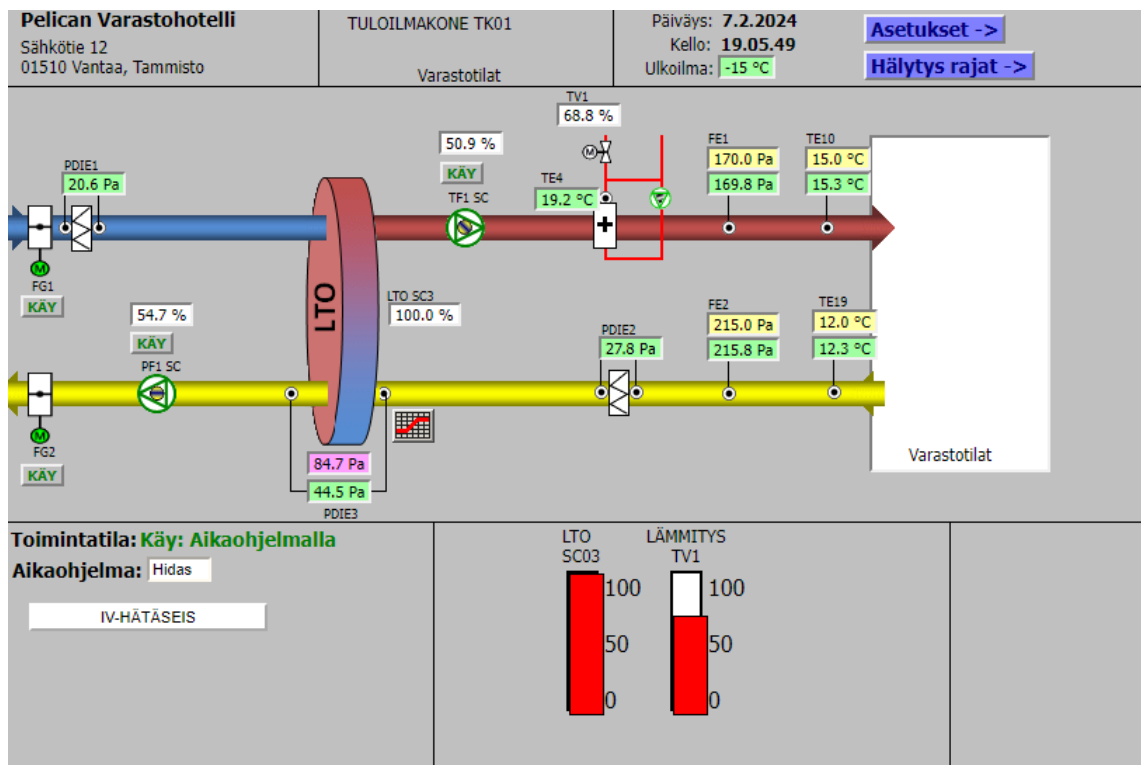 Pelican Varastohotelli
Sähkötie 12
01510 Vantaa, Tammisto
TULOILMAKONE TK01
Varastotilat
Päiväys: 7.2.2024
Kello: 19.05.49
Ulkoilma: -15 °C
Asetukset ->
Hälytys rajat ->
TV1
68.8 %
M
50.9 %
KÄY
TF1 SC
PDIE1
20.6 Pa
TE4
19.2 °C
FE1
170.0 Pa
169.8 Pa
TE10
15.0 °C
15.3 °C
+
M
FG1
KÄY
LTO
LTO SC3
100.0 %
54.7 %
KÄY
PF1 SC
PDIE2
27.8 Pa
FE2
215.0 Pa
215.8 Pa
TE19
12.0 °C
12.3 °C
M
FG2
KÄY
84.7 Pa
44.5 Pa
PDIE3
Varastotilat
Toimintatila: Käy: Aikaohjelmalla
Aikaohjelma: Hidas
IV-HÄTÄSEIS
LTO
SC03
100
50
0
LÄMMITYS
TV1
100
50
0